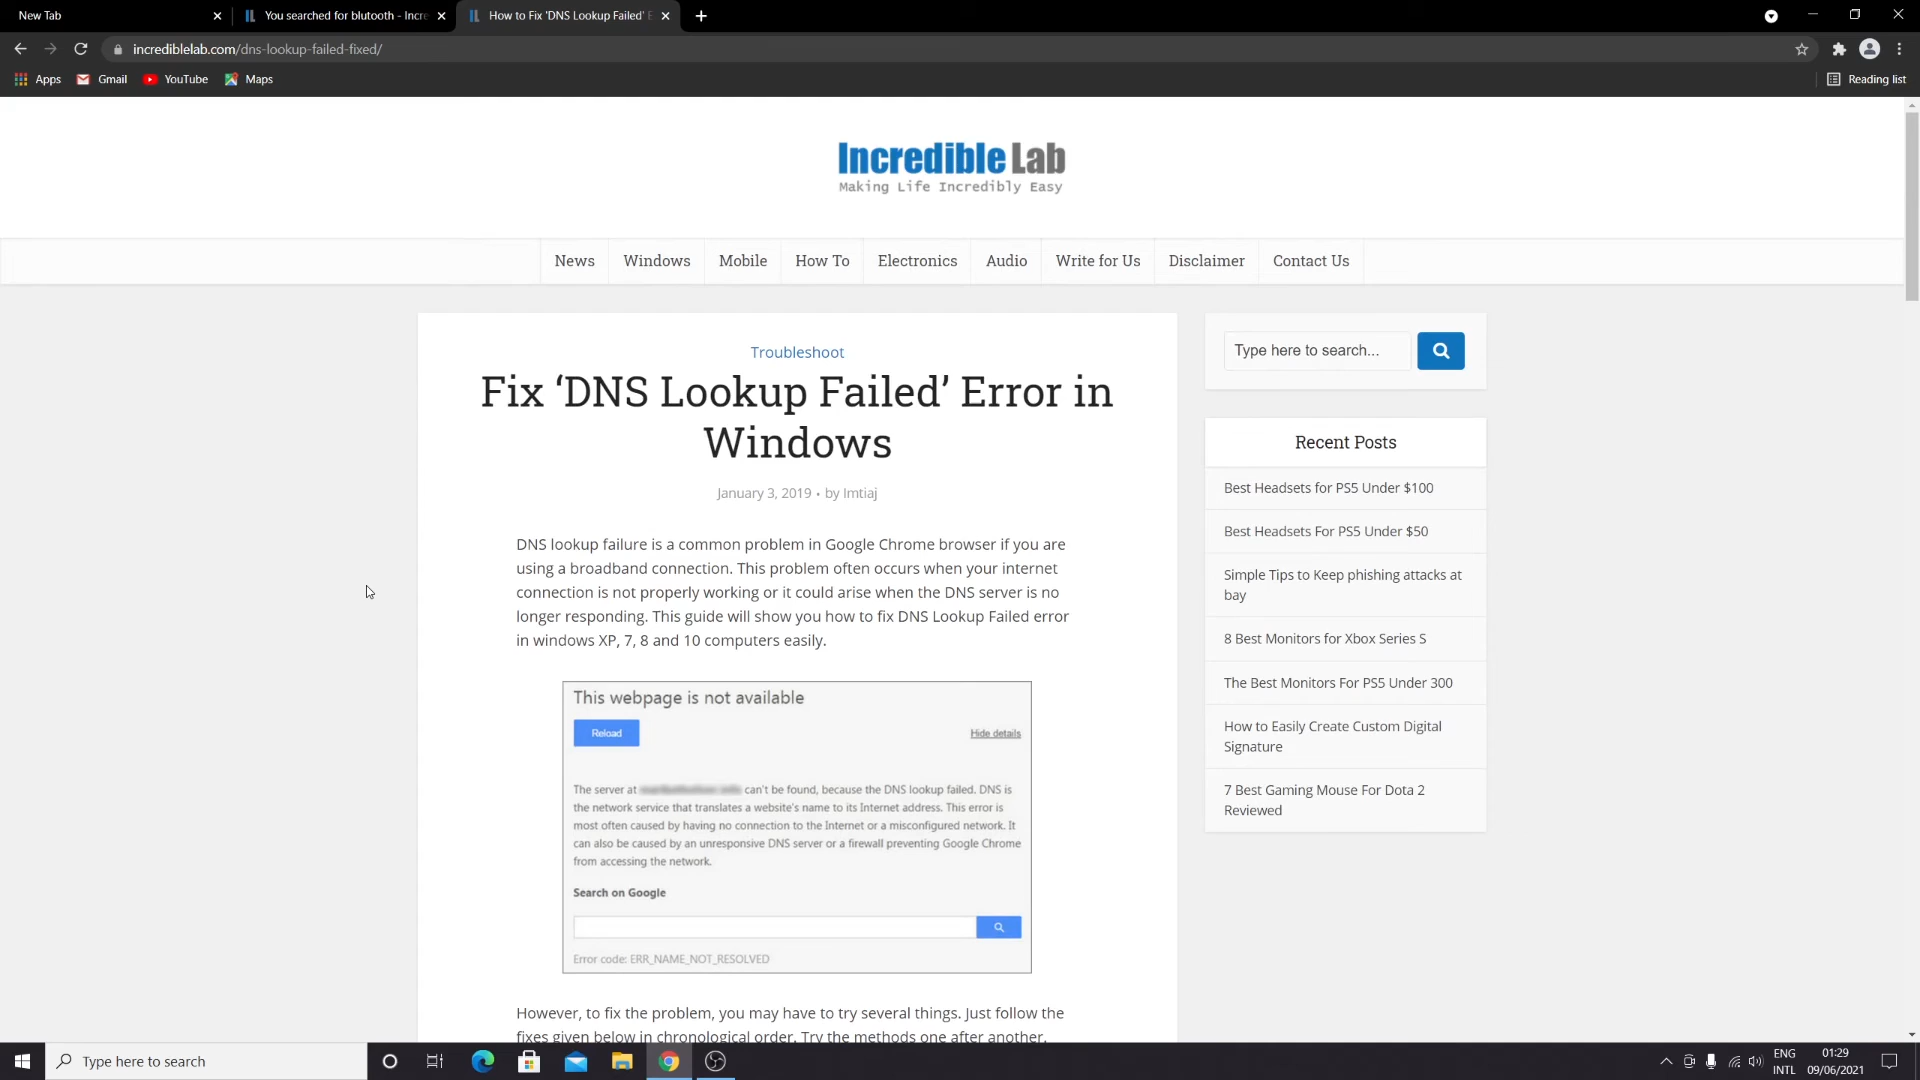 New Tab
You searched for blutooth - Incre
How to Fix 'DNS Lookup Failed' E
incrediblelab.com/dns-lookup-failed-fixed/
Apps
Gmail
YouTube
Maps
Reading list
Incredible Lab
Making Life Incredibly Easy
News
Windows
Mobile
How To
Electronics
Audio
Write for Us
Disclaimer
Contact Us
Troubleshoot
Fix ‘DNS Lookup Failed’ Error in
Windows
January 3, 2019 • by Imtiaj
DNS lookup failure is a common problem in Google Chrome browser if you are
using a broadband connection. This problem often occurs when your internet
connection is not properly working or it could arise when the DNS server is no
longer responding. This guide will show you how to fix DNS Lookup Failed error
in windows XP, 7, 8 and 10 computers easily.
This webpage is not available
Reload
Hide details
The server at can't be found, because the DNS lookup failed. DNS is
the network service that translates a website's name to its Internet address. This error is
most often caused by having no connection to the Internet or a misconfigured network. It
can also be caused by an unresponsive DNS server or a firewall preventing Google Chrome
from accessing the network.
Search on Google
Error code: ERR_NAME_NOT_RESOLVED
However, to fix the problem, you may have to try several things. Just follow the
fixes given below in chronological order. Try the methods one after another.
Type here to search...
Recent Posts
Best Headsets for PS5 Under $100
Best Headsets For PS5 Under $50
Simple Tips to Keep phishing attacks at
bay
8 Best Monitors for Xbox Series S
The Best Monitors For PS5 Under 300
How to Easily Create Custom Digital
Signature
7 Best Gaming Mouse For Dota 2
Reviewed
Type here to search
ENG
INTL
01:29
09/06/2021